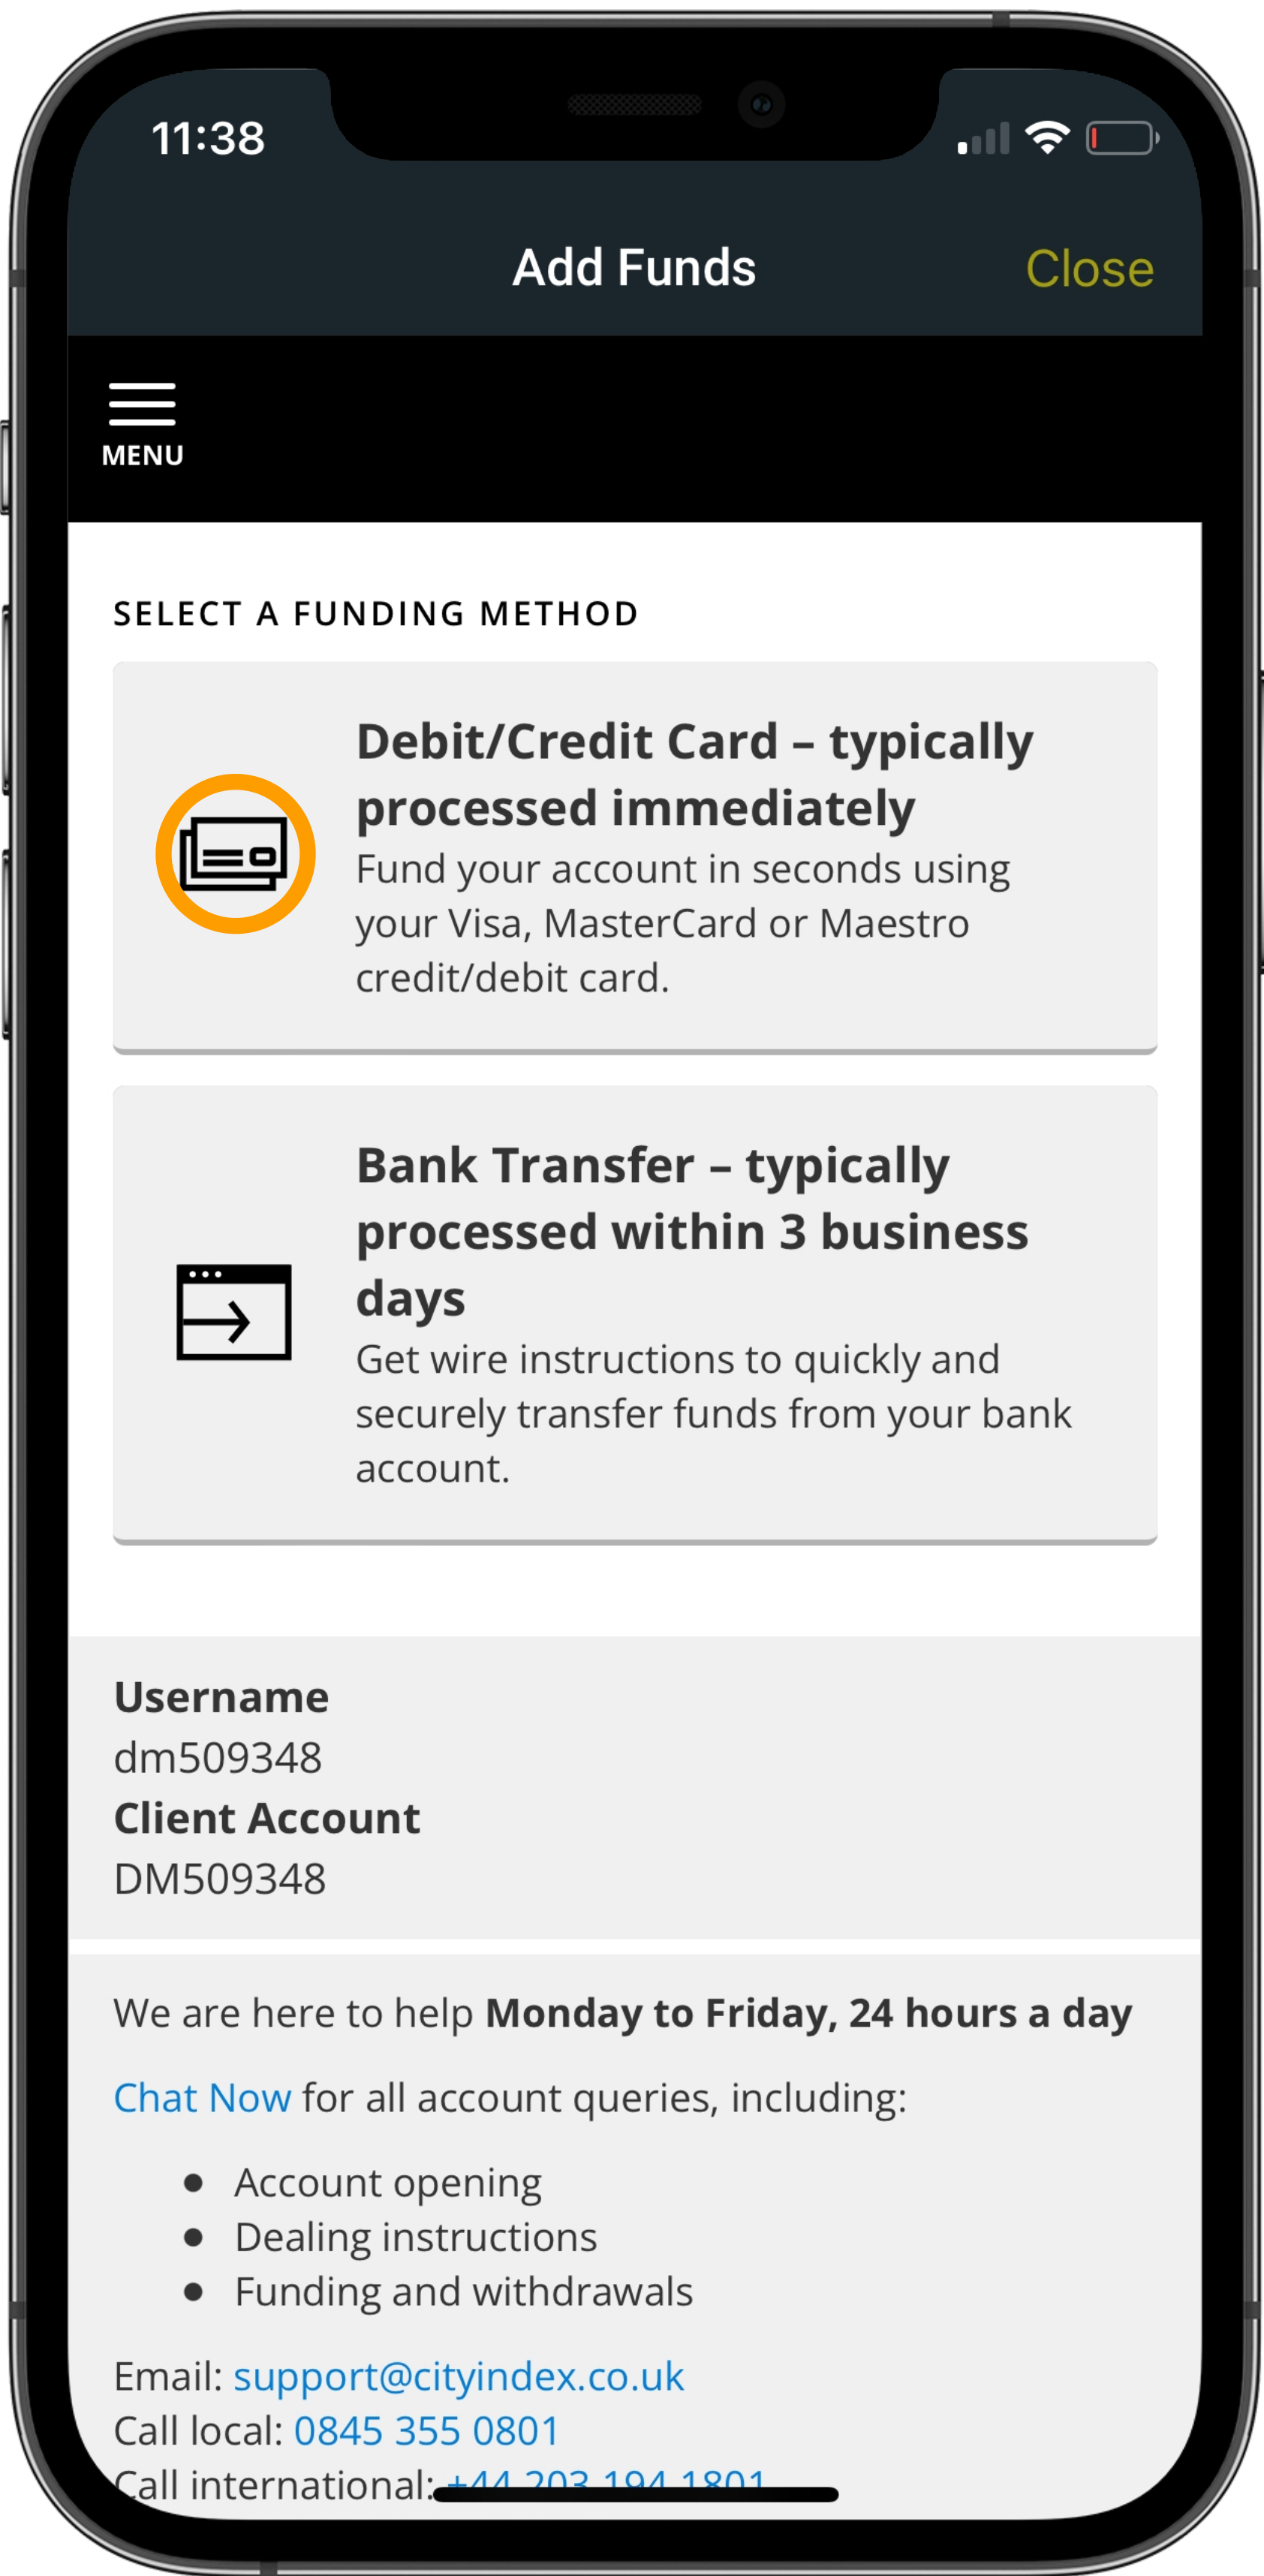 11:38
Add Funds
Close
MENU
SELECT A FUNDING METHOD
Debit/Credit Card – typically
processed immediately
Fund your account in seconds using
your Visa, MasterCard or Maestro
credit/debit card.
Bank Transfer – typically
processed within 3 business
days
Get wire instructions to quickly and
securely transfer funds from your bank
account.
Username
dm509348
Client Account
DM509348
We are here to help Monday to Friday, 24 hours a day
Chat Now for all account queries, including:
● Account opening
● Dealing instructions
● Funding and withdrawals
Email: support@cityindex.co.uk
Call local: 0845 355 0801
Call international: +44 203 194 1801